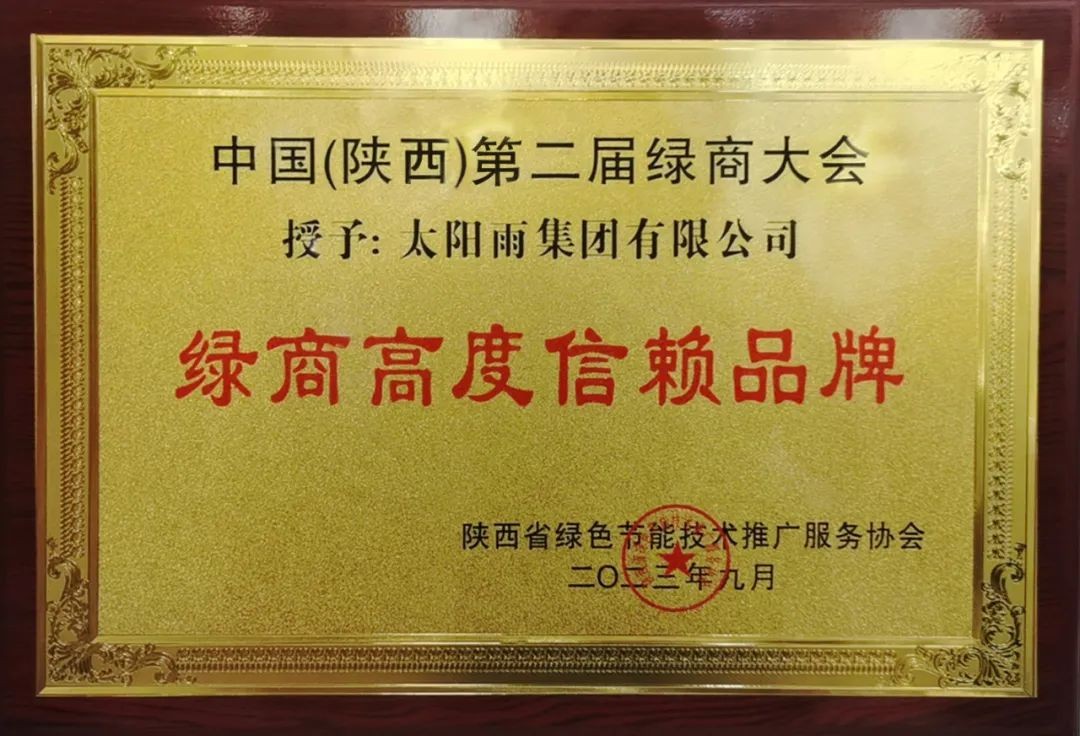 中国(陕西)第二届绿商大会
授予: 太阳雨集团有限公司
绿商高度信赖品牌
陕西省绿色节能技术推广服务协会
二〇二三年九月